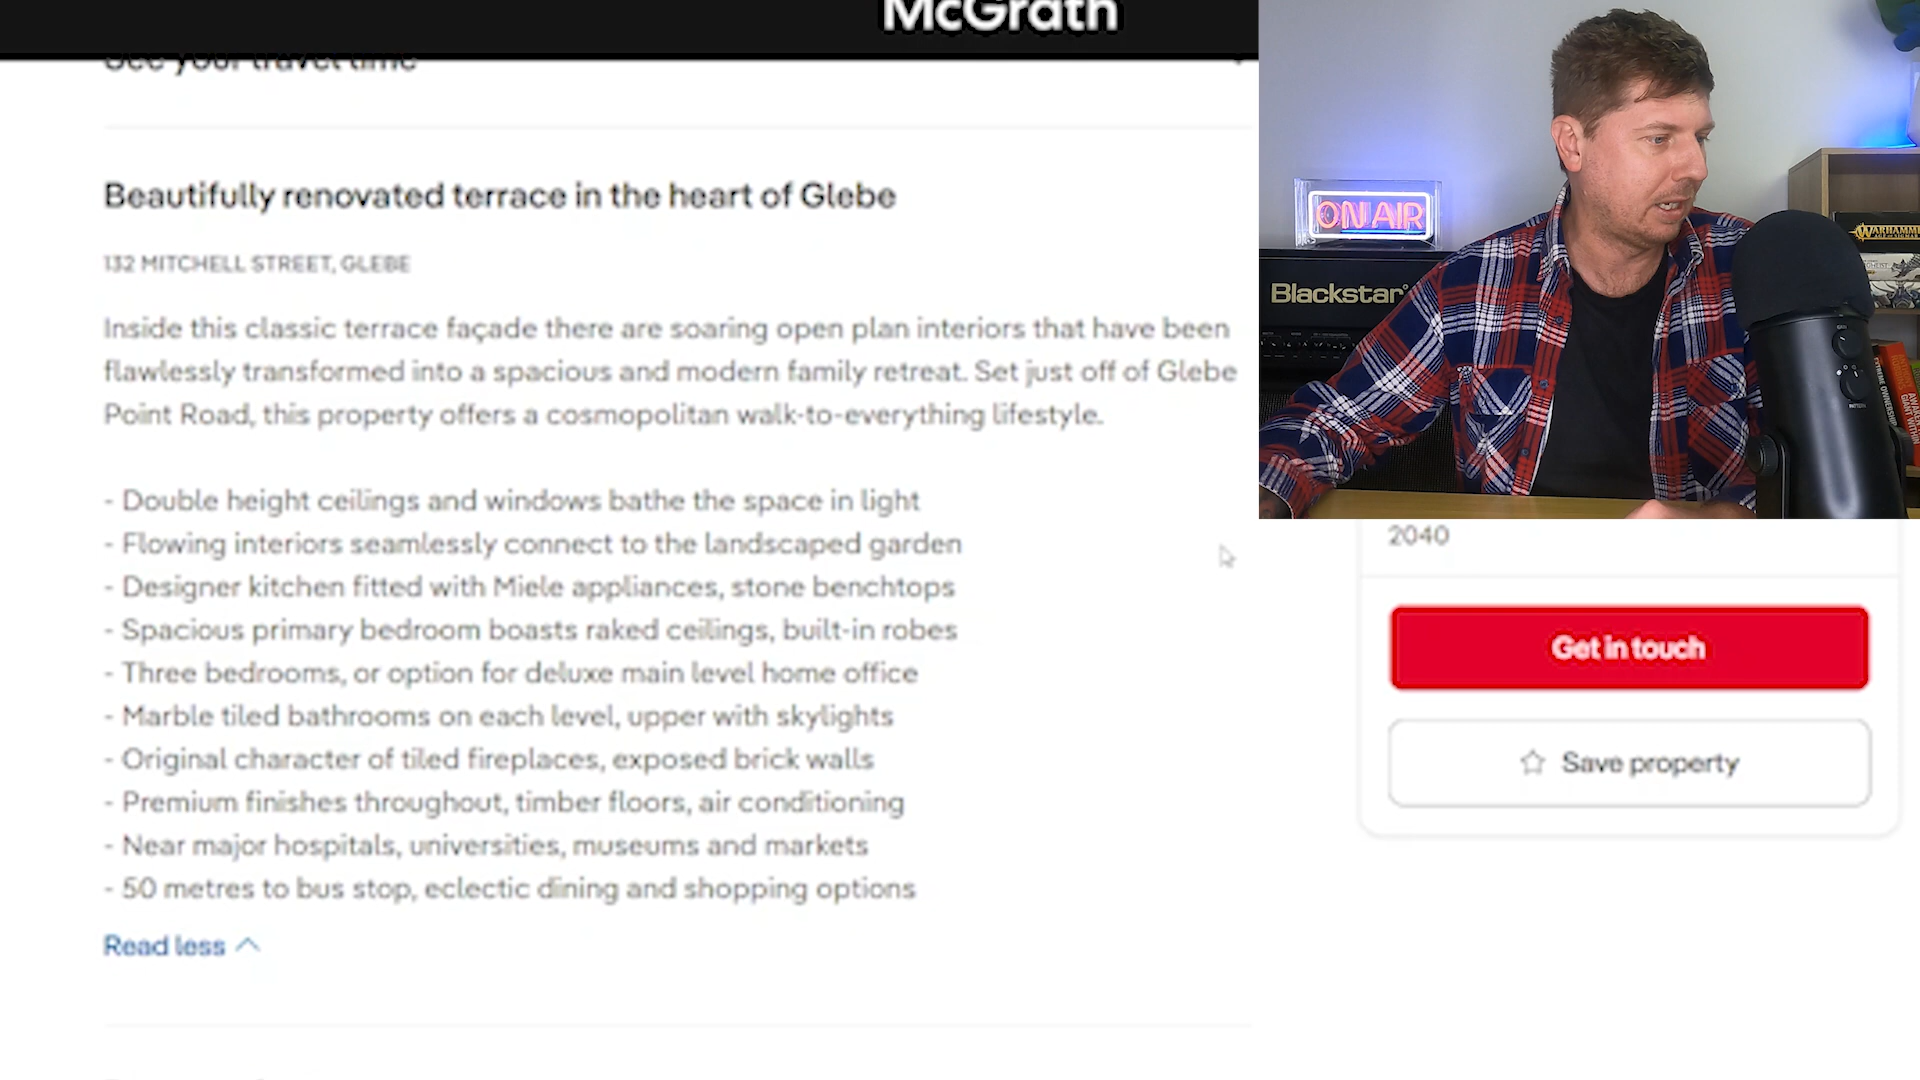 McGrath
See your travel time
Beautifully renovated terrace in the heart of Glebe
132 MITCHELL STREET, GLEBE
Inside this classic terrace façade there are soaring open plan interiors that have been
flawlessly transformed into a spacious and modern family retreat. Set just off of Glebe
Point Road, this property offers a cosmopolitan walk-to-everything lifestyle.
- Double height ceilings and windows bathe the space in light
- Flowing interiors seamlessly connect to the landscaped garden
- Designer kitchen fitted with Miele appliances, stone benchtops
- Spacious primary bedroom boasts raked ceilings, built-in robes
- Three bedrooms, or option for deluxe main level home office
- Marble tiled bathrooms on each level, upper with skylights
- Original character of tiled fireplaces, exposed brick walls
- Premium finishes throughout, timber floors, air conditioning
- Near major hospitals, universities, museums and markets
- 50 metres to bus stop, eclectic dining and shopping options
Read less
ON AIR
Blackstar
WARHAMME
EXTREME OWNERSHIP
2040
Get in touch
Save property